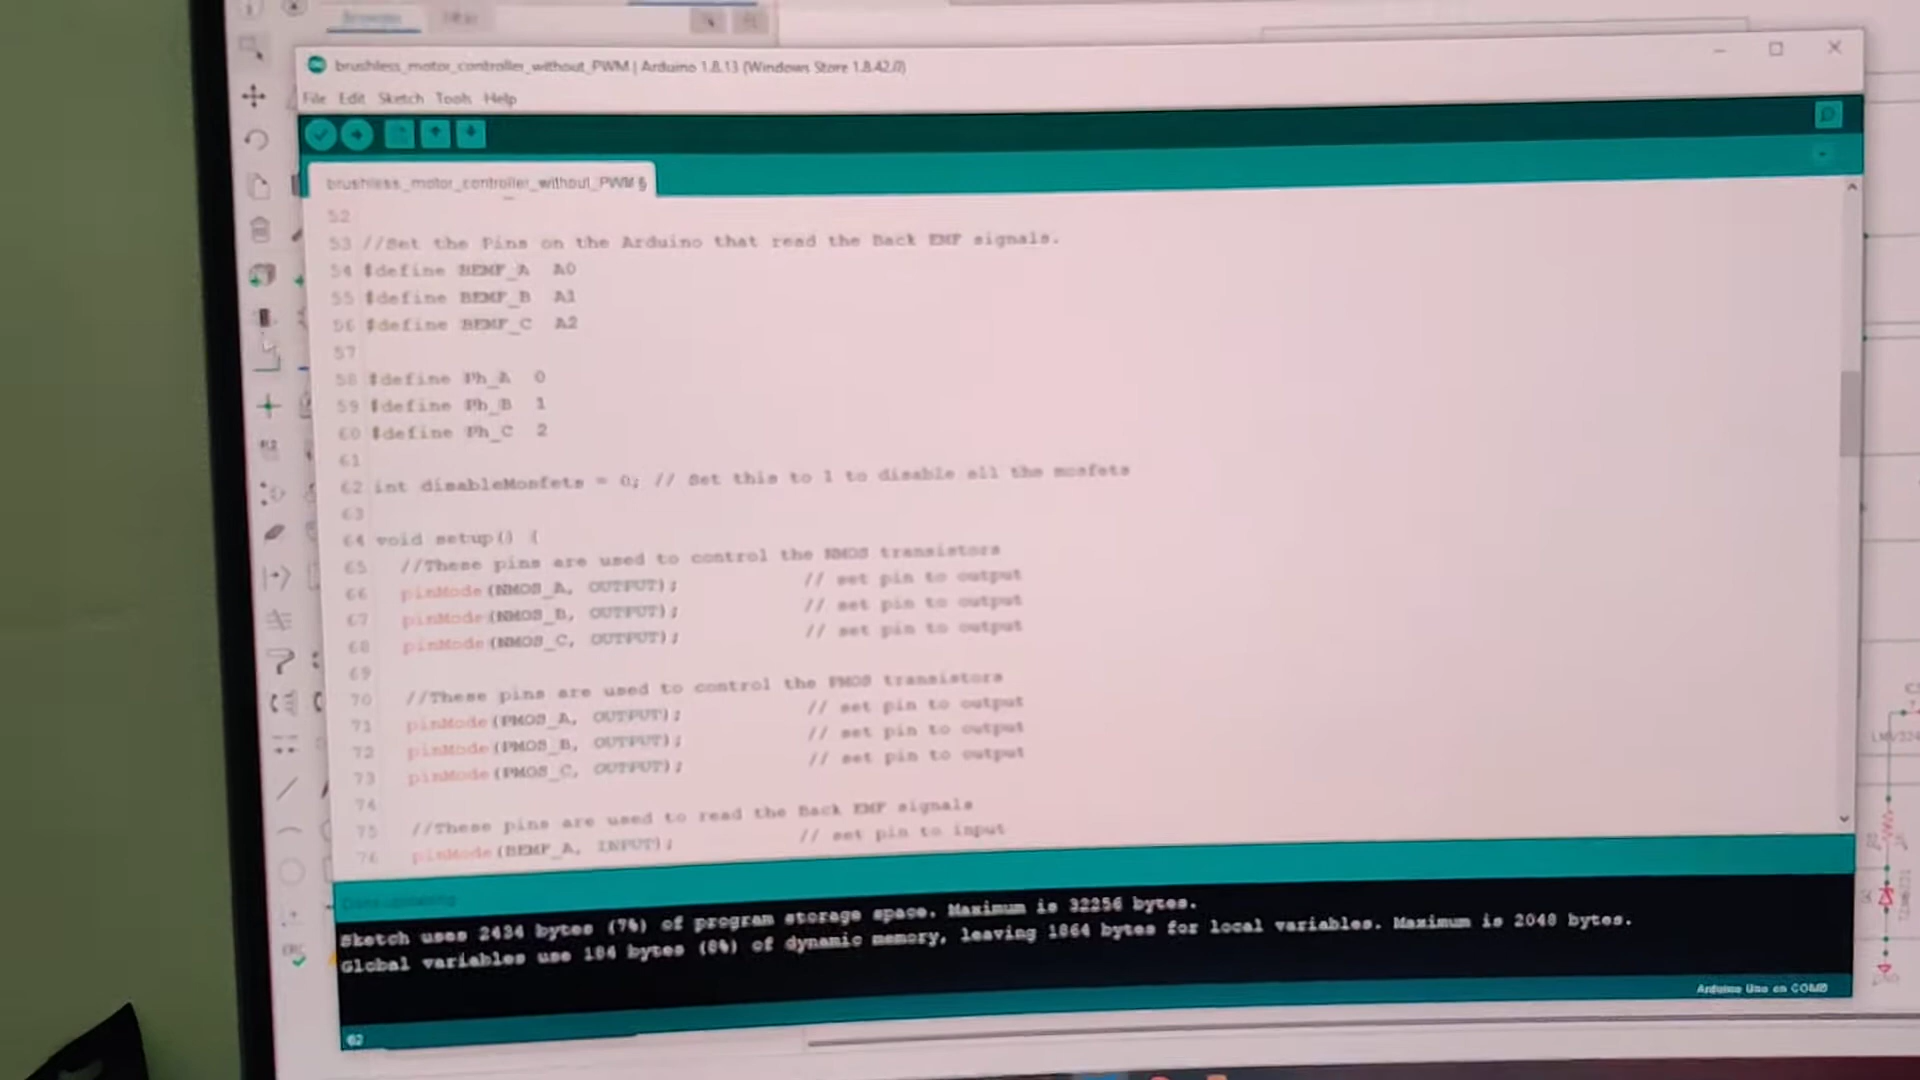 brushless_motor_controller_without_PWM | Arduino 1.8.13 (Windows Store 1.8.42.0)
File Edit Sketch Tools Help
brushless_motor_controller_without_PWM §
52
53 //Set the Pins on the Arduino that read the Back EMF signals.
54 #define BEMF_A A0
55 #define BEMF_B A1
56 #define BEMF_C A2
57
58 #define Ph_A 0
59 #define Ph_B 1
60 #define Ph_C 2
61
62 int disableMosfets = 0; // Set this to 1 to disable all the mosfets
63
64 void setup() {
65 //These pins are used to control the NMOS transistors
66 pinMode(NMOS_A, OUTPUT); // set pin to output
67 pinMode(NMOS_B, OUTPUT); // set pin to output
68 pinMode(NMOS_C, OUTPUT); // set pin to output
69
70 //These pins are used to control the PMOS transistors
71 pinMode(PMOS_A, OUTPUT); // set pin to output
72 pinMode(PMOS_B, OUTPUT); // set pin to output
73 pinMode(PMOS_C, OUTPUT); // set pin to output
74
75 //These pins are used to read the Back EMF signals
76 pinMode(BEMF_A, INPUT); // set pin to input
Done uploading
Sketch uses 2434 bytes (7%) of program storage space. Maximum is 32256 bytes.
Global variables use 184 bytes (8%) of dynamic memory, leaving 1864 bytes for local variables. Maximum is 2048 bytes.
Arduino Uno on COM8
62